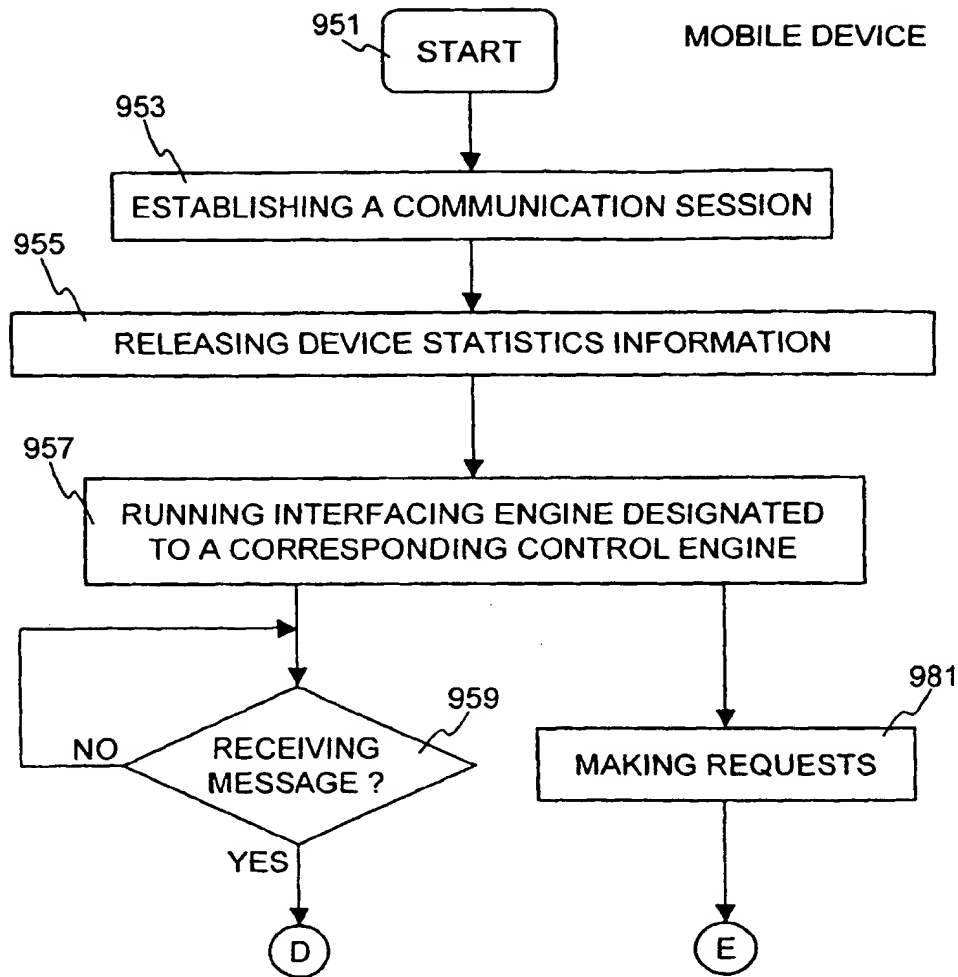 951
START
MOBILE DEVICE
953
ESTABLISHING A COMMUNICATION SESSION
955
RELEASING DEVICE STATISTICS INFORMATION
957
RUNNING INTERFACING ENGINE DESIGNATED
TO A CORRESPONDING CONTROL ENGINE
959
NO
RECEIVING
MESSAGE ?
YES
D
981
MAKING REQUESTS
E